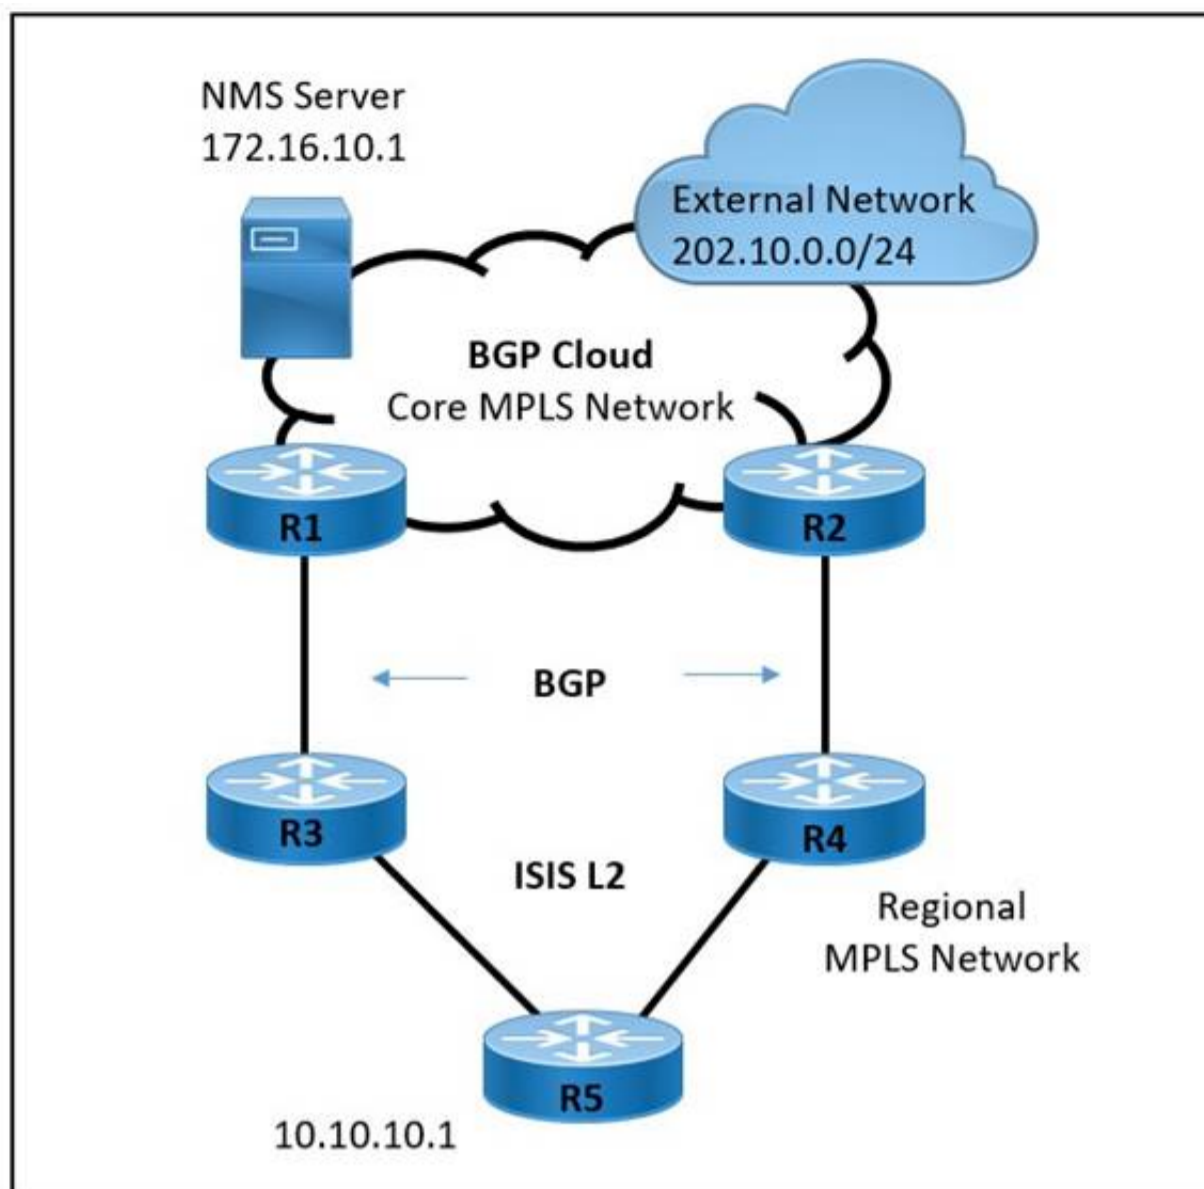 NMS Server
172.16.10.1
External Network
202.10.0.0/24
BGP Cloud
Core MPLS Network
R1
R2
BGP
R3
R4
ISIS L2
Regional
MPLS Network
R5
10.10.10.1